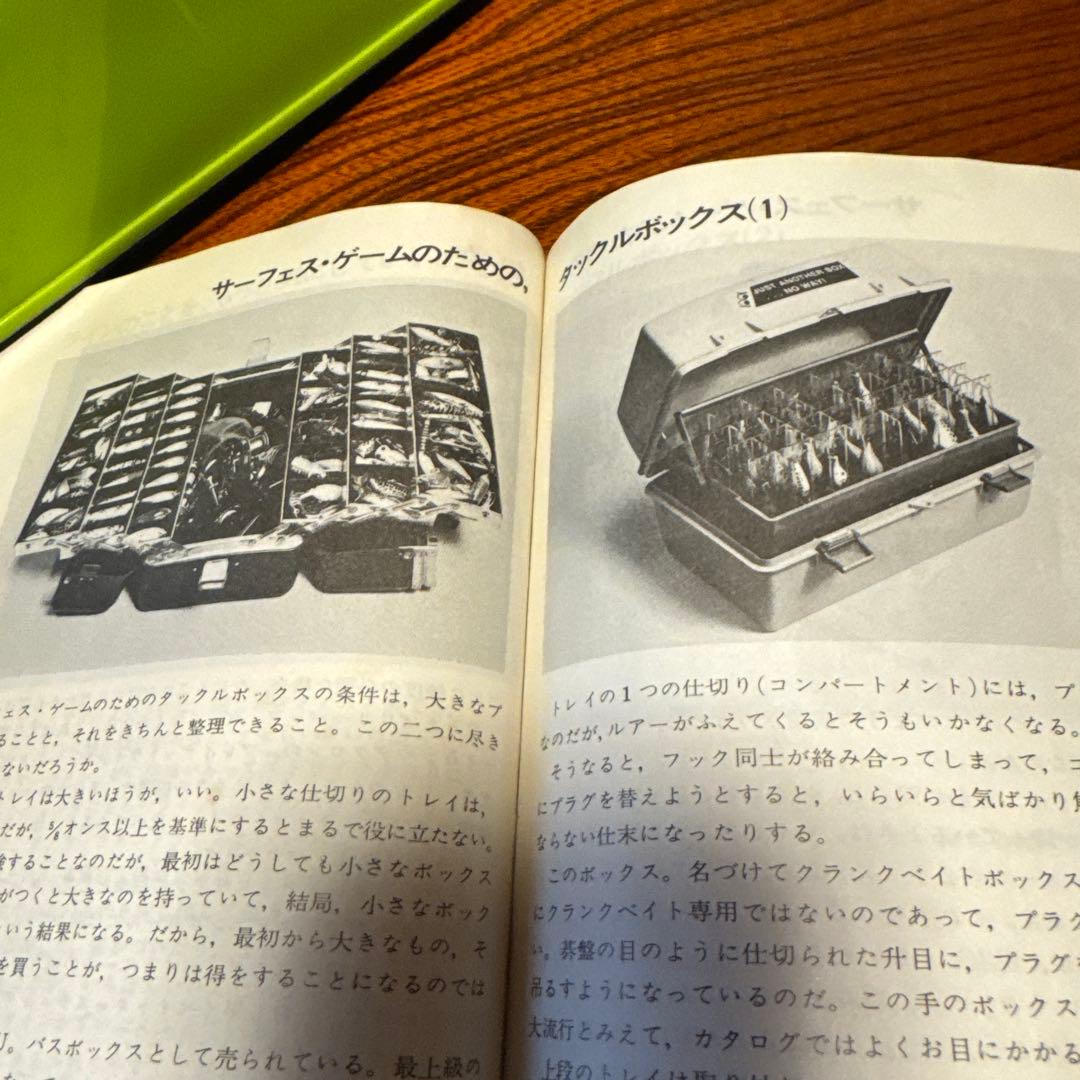 サーフェス・ゲームのための,
ェス・ゲームのためのタックルボックスの条件は，大きなプ
ることと，それをきちんと整理できること。この二つに尽き
ないだろうか。
トレイは大きいほうが，いい。小さな仕切りのトレイは，
だが，⅝オンス以上を基準にするとまるで役に立たない。
することなのだが，最初はどうしても小さなボックス
がつくと大きなのを持っていて，結局，小さなボック
いう結果になる。だから，最初から大きなもの，そ
を買うことが，つまりは得をすることになるのでは
。バスボックスとして売られている。最上級の
タックルボックス(1)
JUST ANOTHER BOX
...NO WAY!
トレイの1つの仕切り(コンパートメント)には，プ
なのだが，ルアーがふえてくるとそうもいかなくなる。
そうなると，フック同士が絡み合ってしまって，コ
にプラグを替えようとすると，いらいらと気ばかり
ならない仕末になったりする。
このボックス。名づけてクランクベイトボックス
にクランクベイト専用ではないのであって，プラグ
い。碁盤の目のように仕切られた升目に，プラグ
吊るすようになっているのだ。この手のボックス
大流行とみえて，カタログではよくお目にかかる
上段のトレイは取り